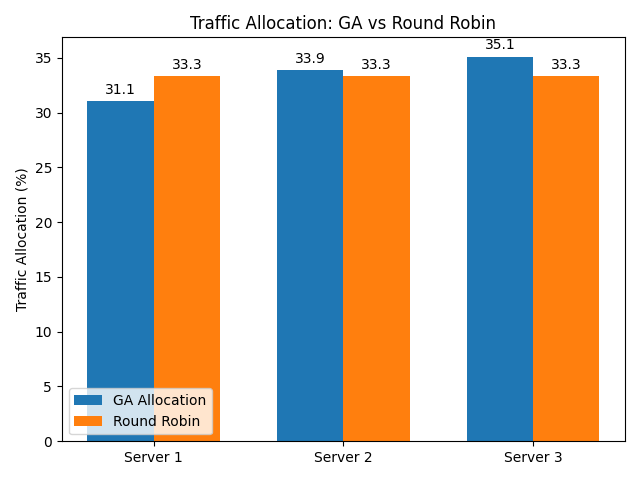 Traffic Allocation: GA vs Round Robin
35.1
33.9
33.3
33.3
33.3
31.1
35
30
25
20
15
10
5
0
Traffic Allocation (%)
GA Allocation
Round Robin
Server 1
Server 2
Server 3